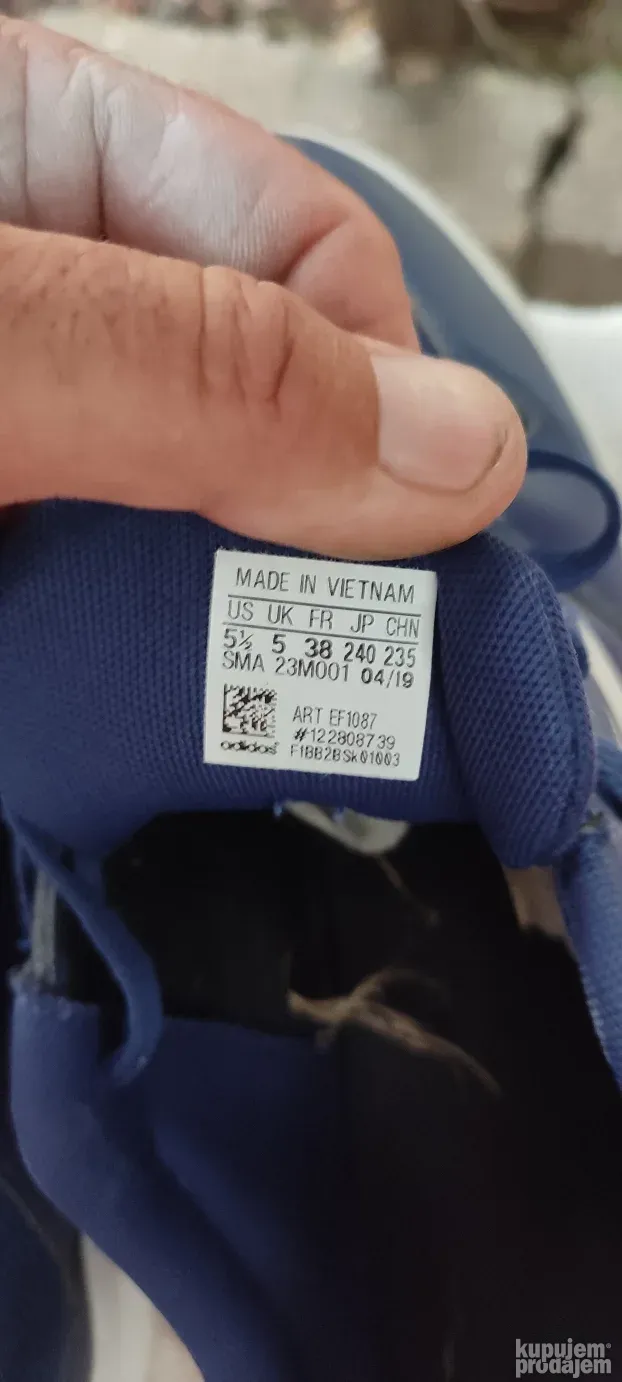 MADE IN VIETNAM
US UK FR JP CHN
5½ 5 38 240 235
SMA 23M001 04/19
ART EF1087
#122808739
adidas F1BB2BSk01003
kupujem
prodajem